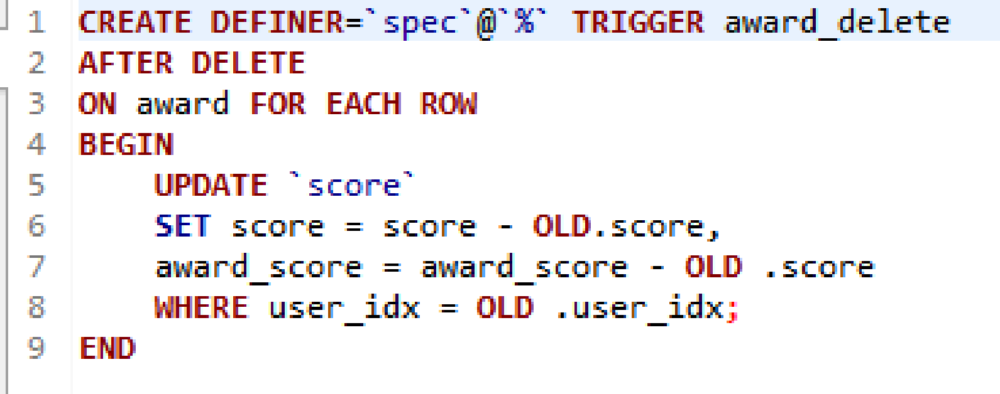 1 CREATE DEFINER=`spec`@`%` TRIGGER award_delete
2 AFTER DELETE
3 ON award FOR EACH ROW
4 BEGIN
5 UPDATE `score`
6 SET score = score - OLD.score,
7 award_score = award_score - OLD .score
8 WHERE user_idx = OLD .user_idx;
9 END